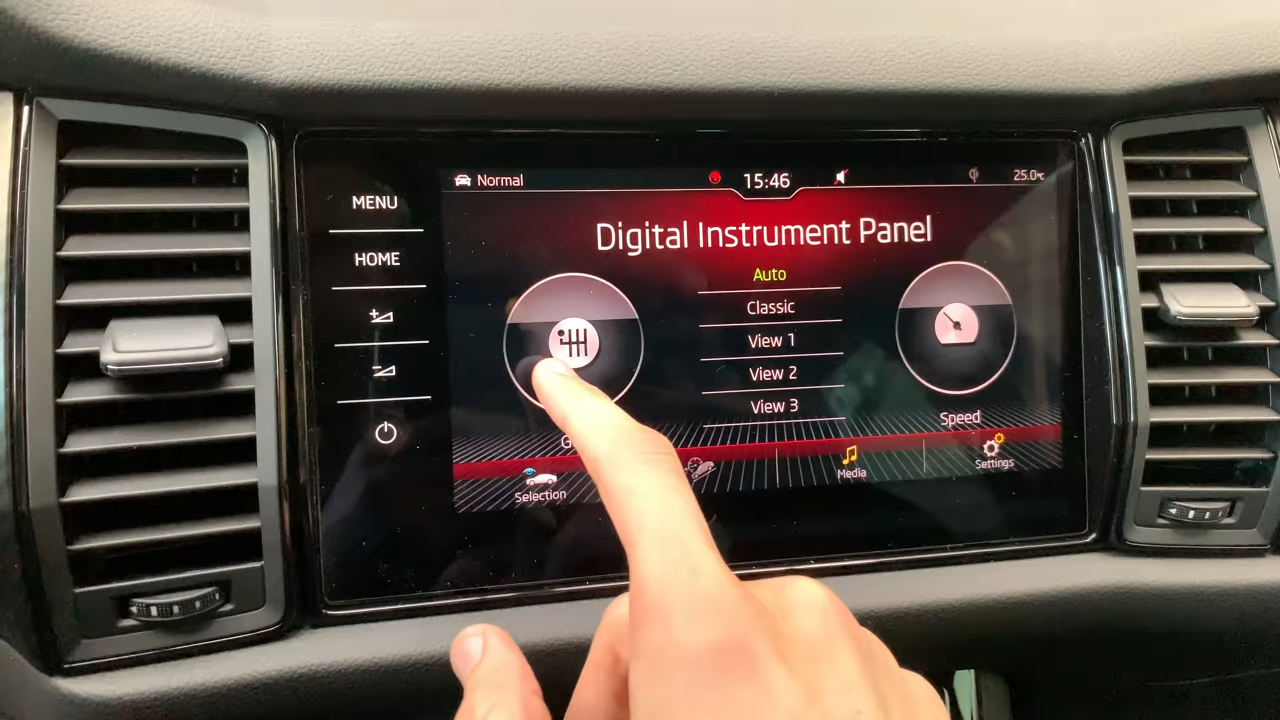 Normal
15:46
25.0℃
MENU
HOME
Digital Instrument Panel
Auto
Classic
View 1
View 2
View 3
Speed
Selection
Media
Settings